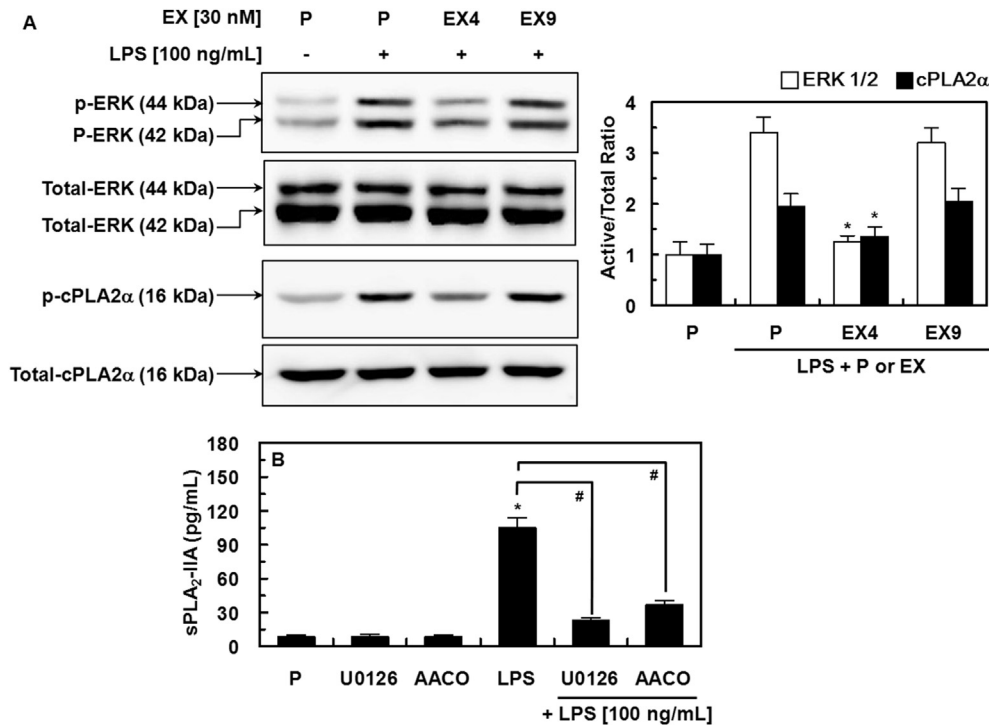 A
EX [30 nM] P P EX4 EX9
LPS [100 ng/mL] - + + +
p-ERK (44 kDa)
P-ERK (42 kDa)
Total-ERK (44 kDa)
Total-ERK (42 kDa)
p-cPLA2α (16 kDa)
Total-cPLA2α (16 kDa)
ERK 1/2 cPLA2α
Active/Total Ratio
4
3
2
1
0
* *
P P EX4 EX9
LPS + P or EX
B
sPLA₂-IIA (pg/mL)
180
150
120
90
60
30
0
*
#
#
P U0126 AACO LPS U0126 AACO
+ LPS [100 ng/mL]